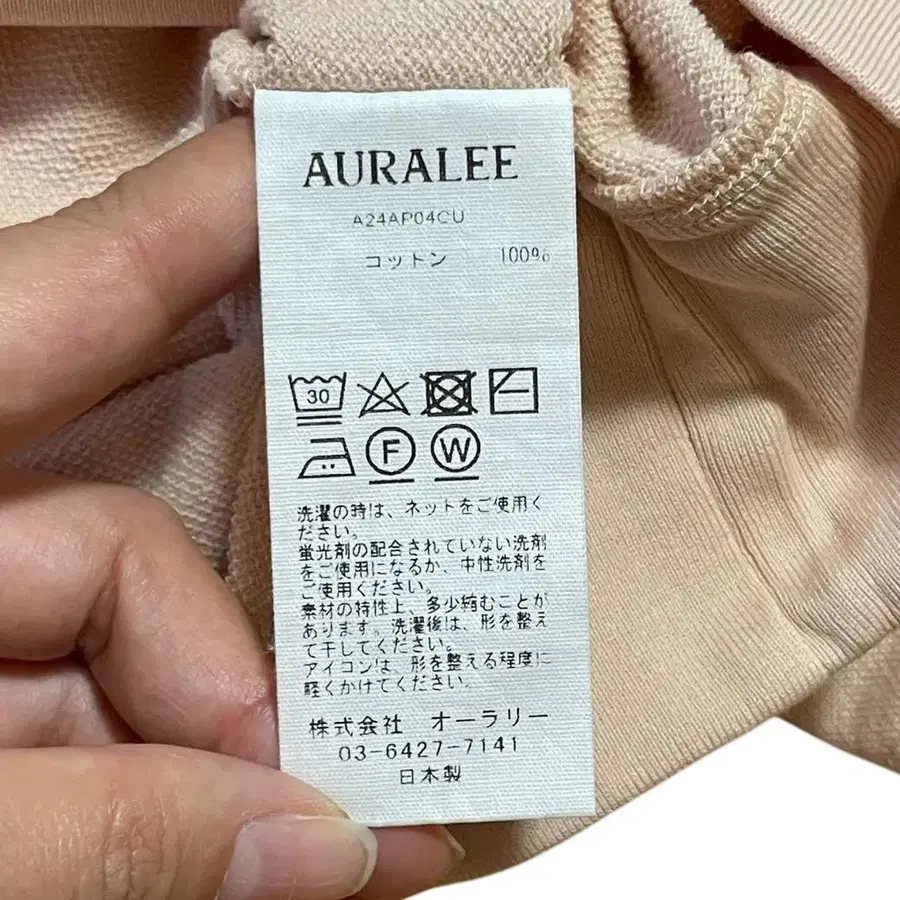 AURALEE
A24AP04CU
コットン 100%
30
F W
洗濯の時は、ネットをご使用く
ださい。
蛍光剤の配合されていない洗剤
をご使用になるか、中性洗剤を
ご使用ください。
素材の特性上、多少縮むことが
あります。洗濯後は、形を整え
て干してください。
アイコンは、形を整える程度に
軽くかけてください。
株式会社 オーラリー
03-6427-7141
日本製